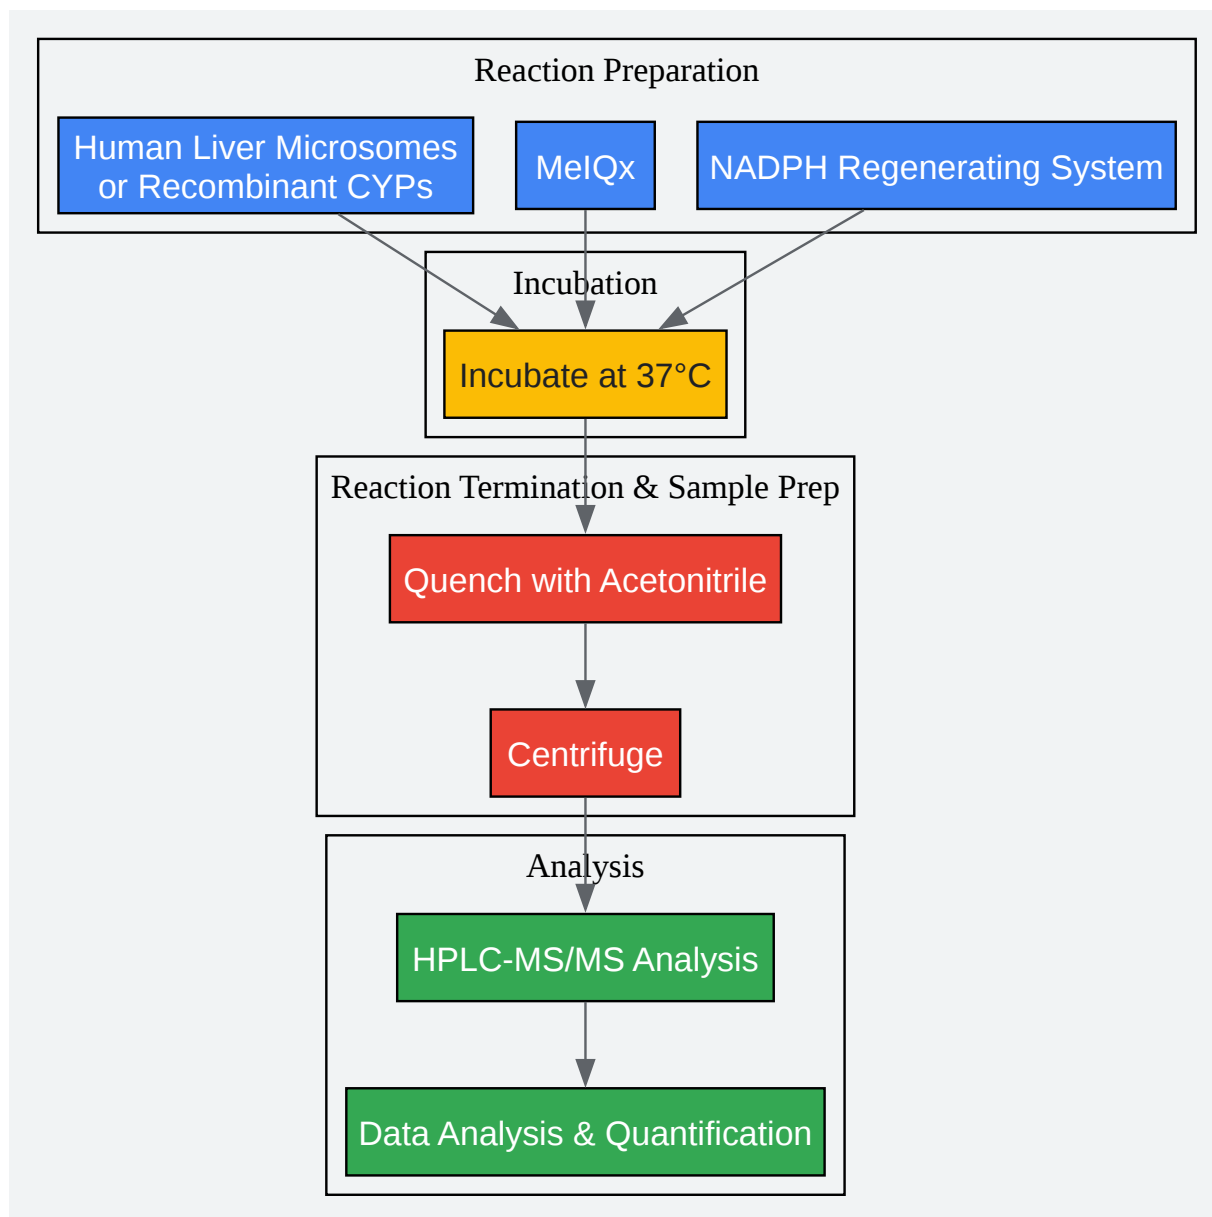 Reaction Preparation
Human Liver Microsomes
or Recombinant CYPs
MeIQx
NADPH Regenerating System
Incubation
Incubate at 37°C
Reaction Termination & Sample Prep
Quench with Acetonitrile
Centrifuge
Analysis
HPLC-MS/MS Analysis
Data Analysis & Quantification